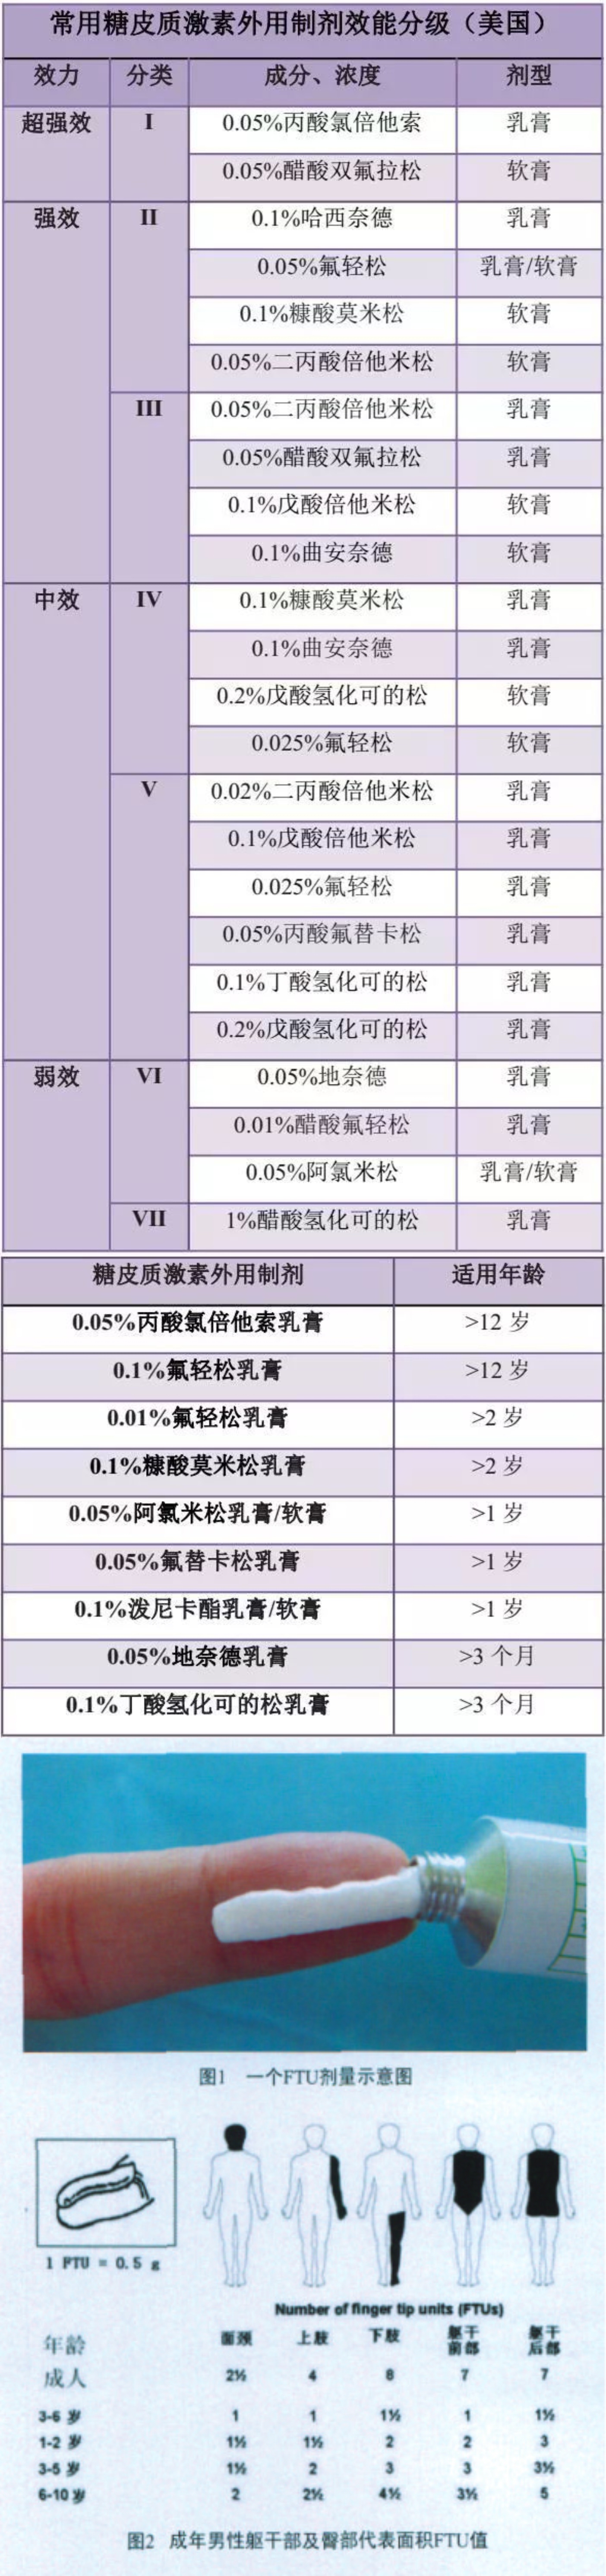 常用糖皮质激素外用制剂效能分级（美国）
效力 分类 成分、浓度 剂型
超强效 I 0.05%丙酸氯倍他索 乳膏
0.05%醋酸双氟拉松 软膏
强效 II 0.1%哈西奈德 乳膏
0.05%氟轻松 乳膏/软膏
0.1%糠酸莫米松 软膏
0.05%二丙酸倍他米松 软膏
III 0.05%二丙酸倍他米松 乳膏
0.05%醋酸双氟拉松 乳膏
0.1%戊酸倍他米松 软膏
0.1%曲安奈德 软膏
中效 IV 0.1%糠酸莫米松 乳膏
0.1%曲安奈德 乳膏
0.2%戊酸氢化可的松 软膏
0.025%氟轻松 软膏
V 0.02%二丙酸倍他米松 乳膏
0.1%戊酸倍他米松 乳膏
0.025%氟轻松 乳膏
0.05%丙酸氟替卡松 乳膏
0.1%丁酸氢化可的松 乳膏
0.2%戊酸氢化可的松 乳膏
弱效 VI 0.05%地奈德 乳膏
0.01%醋酸氟轻松 乳膏
0.05%阿氯米松 乳膏/软膏
VII 1%醋酸氢化可的松 乳膏
糖皮质激素外用制剂 适用年龄
0.05%丙酸氯倍他索乳膏 >12 岁
0.1%氟轻松乳膏 >12 岁
0.01%氟轻松乳膏 >2 岁
0.1%糠酸莫米松乳膏 >2 岁
0.05%阿氯米松乳膏/软膏 >1 岁
0.05%氟替卡松乳膏 >1 岁
0.1%泼尼卡酯乳膏/软膏 >1 岁
0.05%地奈德乳膏 >3 个月
0.1%丁酸氢化可的松乳膏 >3 个月
图1 一个FTU剂量示意图
1 FTU = 0.5 g
Number of finger tip units (FTUs)
年龄 面颈 上肢 下肢 躯干前部 躯干后部
成人 2½ 4 8 7 7
3-6 岁 1 1 1½ 1 1½
1-2 岁 1½ 1½ 2 2 3
3-5 岁 1½ 2 3 3 3½
6-10 岁 2 2½ 4½ 3½ 5
图2 成年男性躯干部及臀部代表面积FTU值